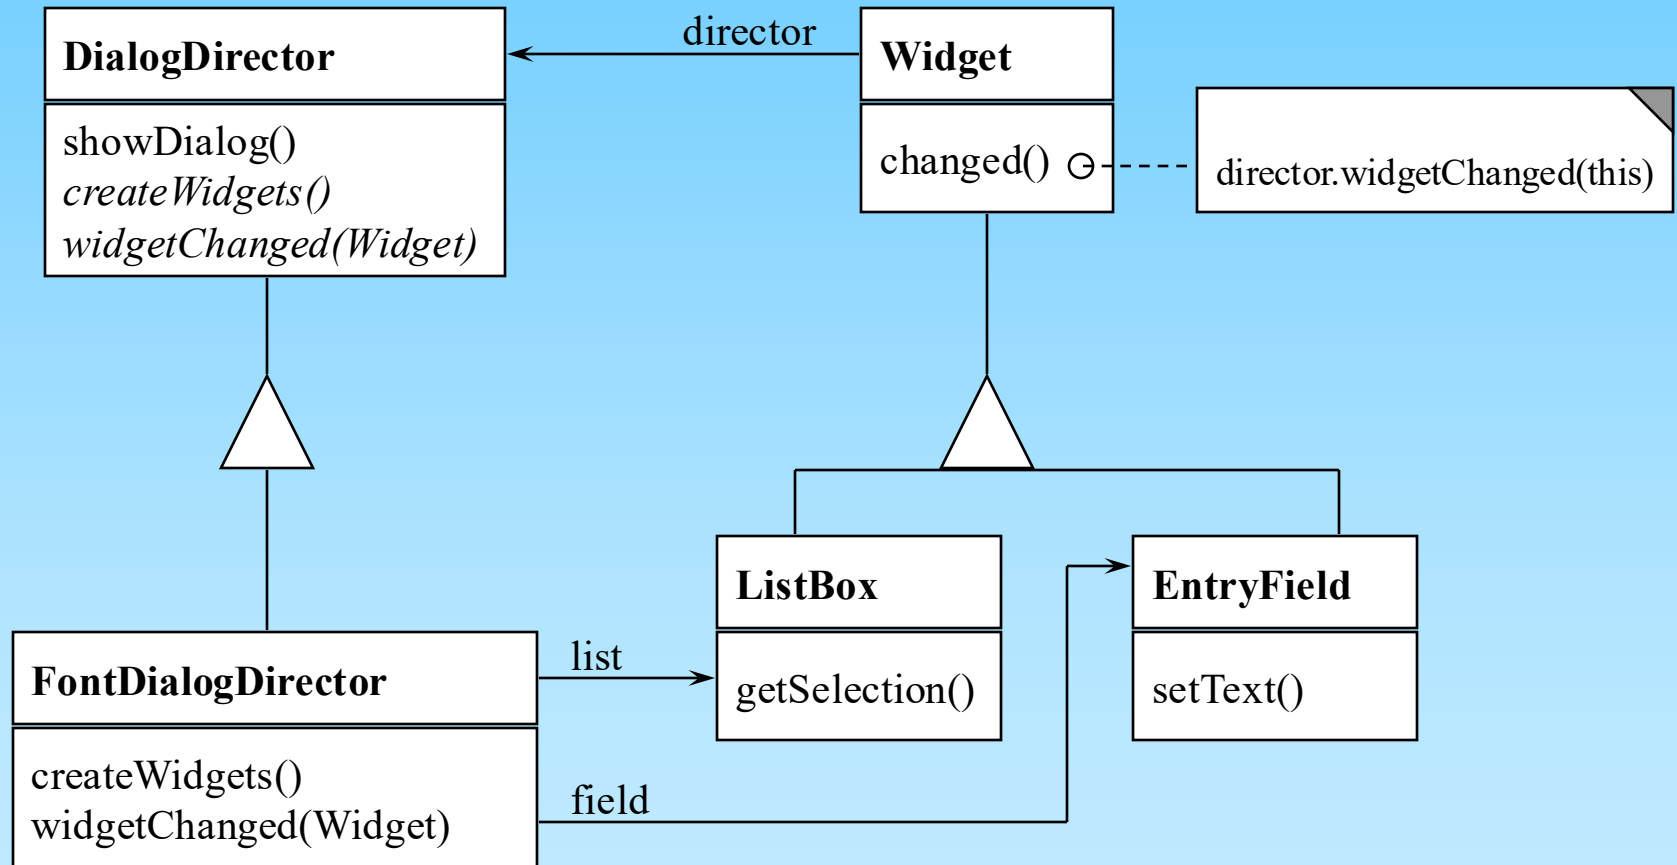 DialogDirector
showDialog()
createWidgets()
widgetChanged(Widget)
director
Widget
changed()
director.widgetChanged(this)
FontDialogDirector
createWidgets()
widgetChanged(Widget)
list
field
ListBox
getSelection()
EntryField
setText()